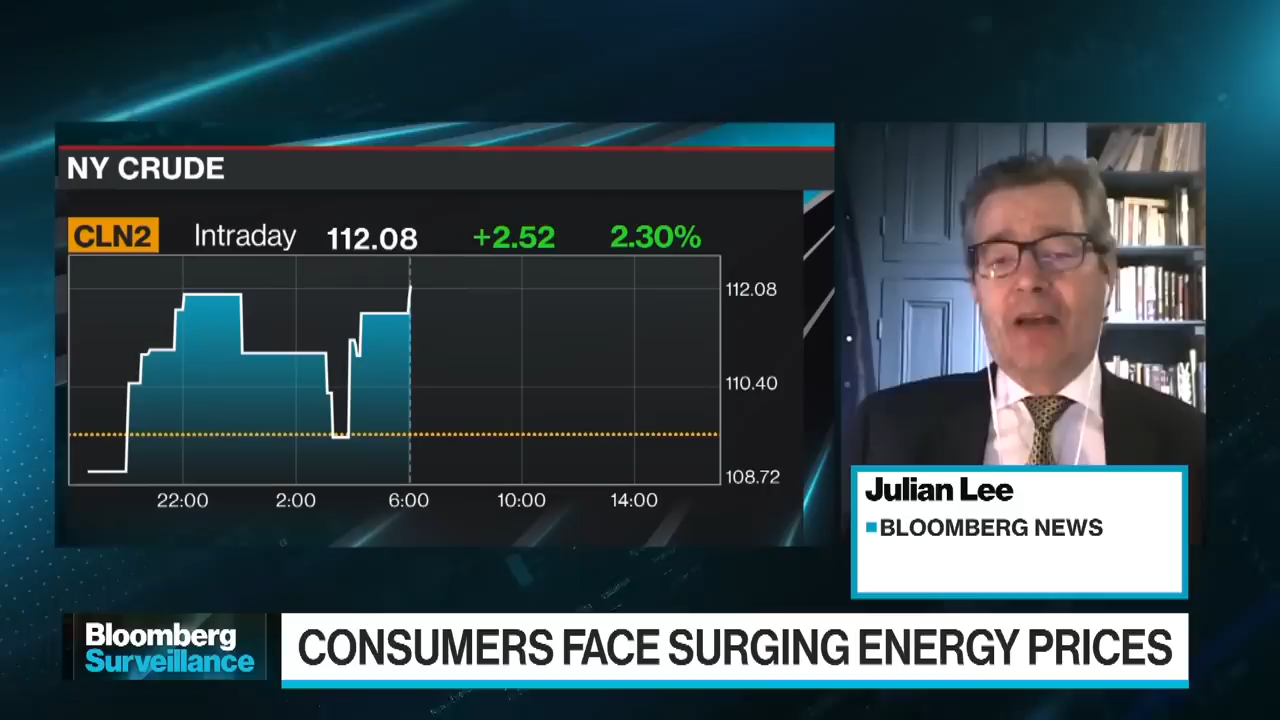 NY CRUDE
CLN2 Intraday 112.08 +2.52 2.30%
112.08
110.40
108.72
22:00 2:00 6:00 10:00 14:00
Julian Lee
BLOOMBERG NEWS
Bloomberg
Surveillance
CONSUMERS FACE SURGING ENERGY PRICES